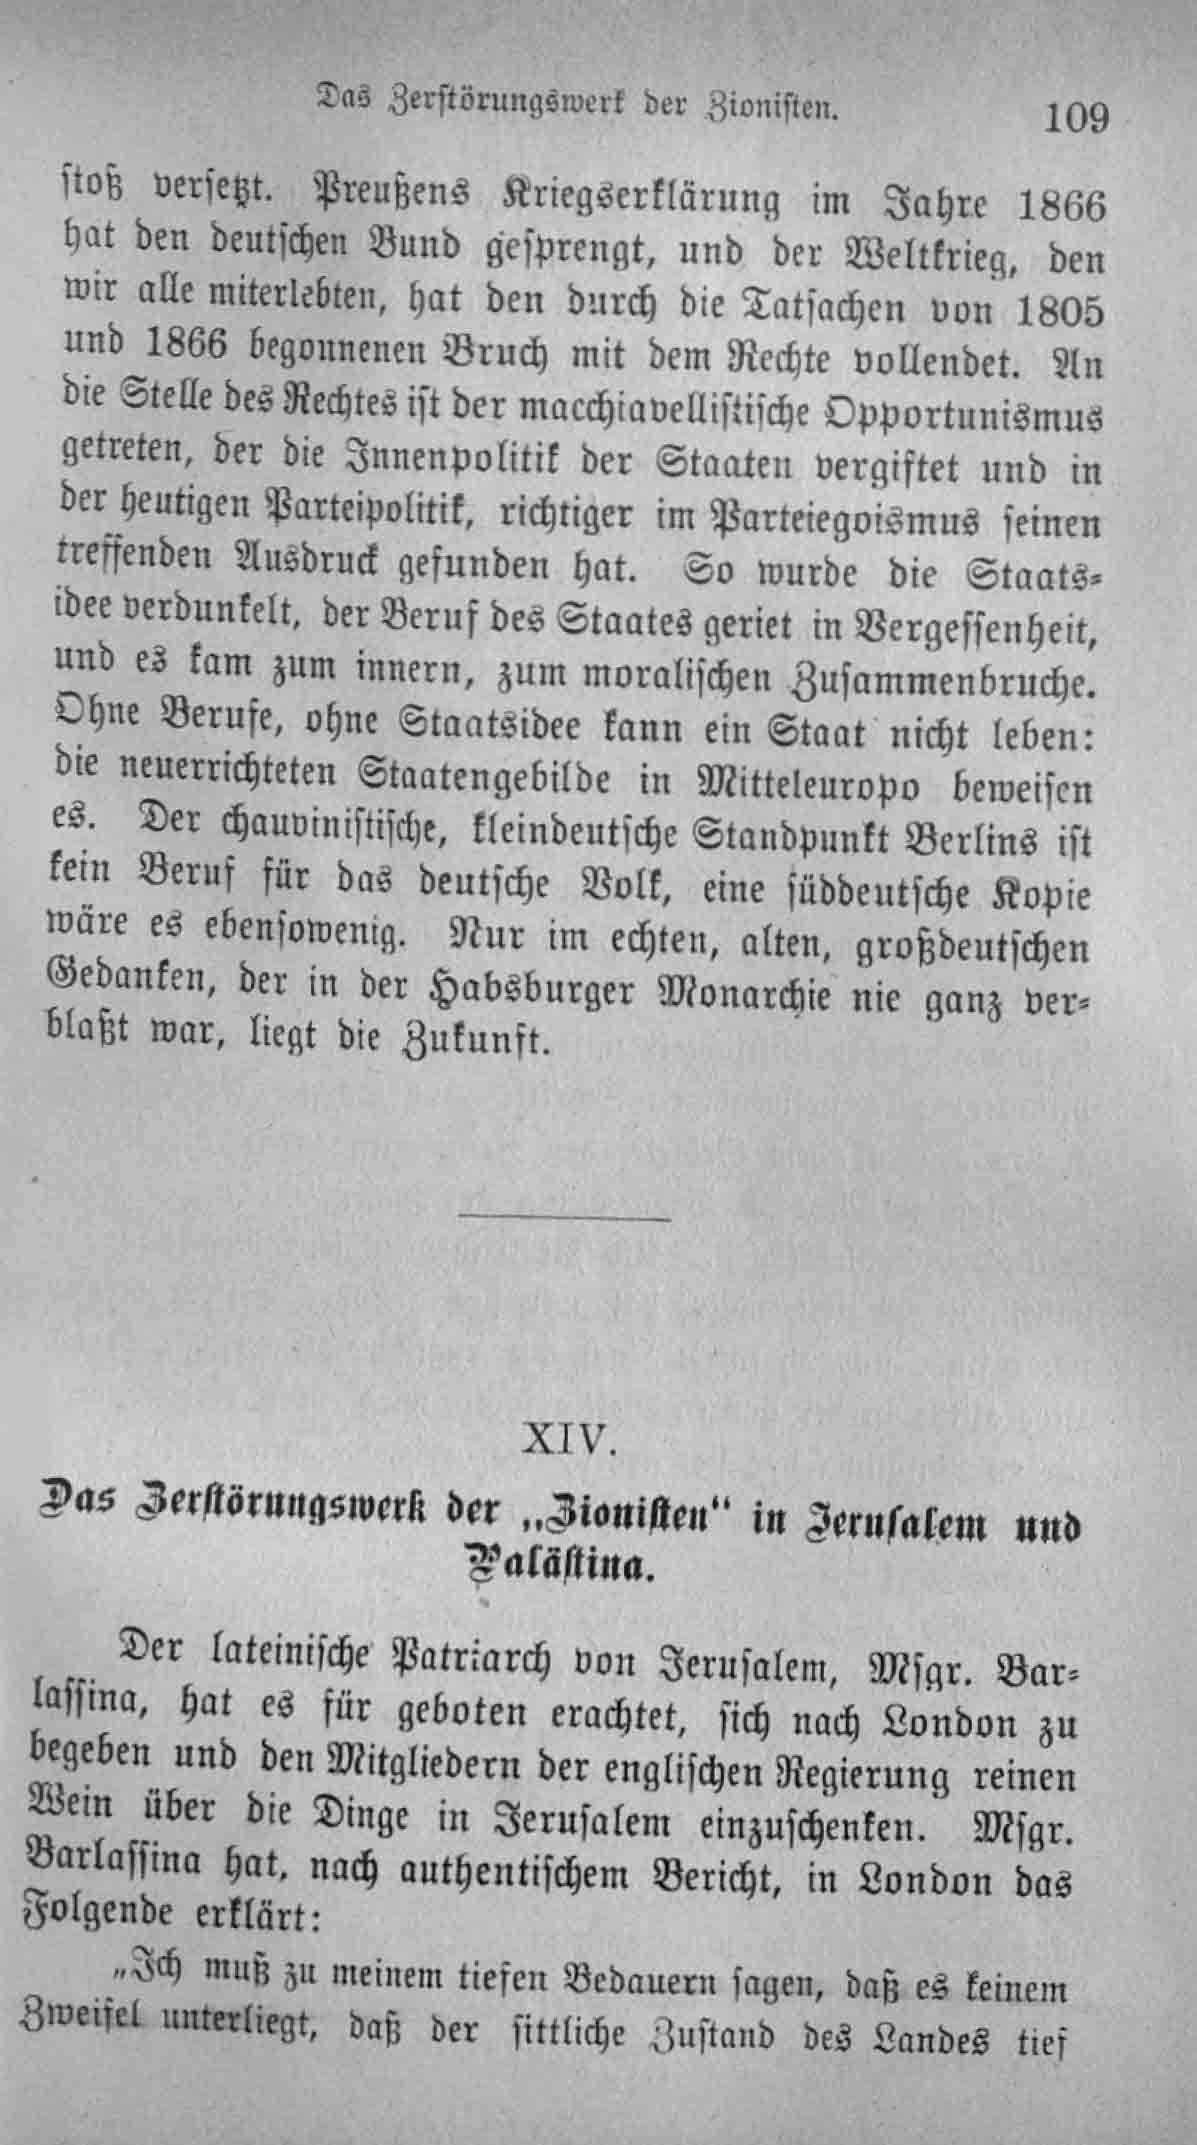 Das Zerstörungswerk der Zionisten.
109
stoß versetzt. Preußens Kriegserklärung im Jahre 1866
hat den deutschen Bund gesprengt, und der Weltkrieg, den
wir alle miterlebten, hat den durch die Tatsachen von 1805
und 1866 begonnenen Bruch mit dem Rechte vollendet. An
die Stelle des Rechtes ist der macchiavellistische Opportunismus
getreten, der die Innenpolitik der Staaten vergiftet und in
der heutigen Parteipolitik, richtiger im Parteiegoismus seinen
treffenden Ausdruck gefunden hat. So wurde die Staats-
idee verdunkelt, der Beruf des Staates geriet in Vergessenheit,
und es kam zum innern, zum moralischen Zusammenbruche.
Ohne Berufe, ohne Staatsidee kann ein Staat nicht leben:
die neuerrichteten Staatengebilde in Mitteleuropo beweisen
es. Der chauvinistische, kleindeutsche Standpunkt Berlins ist
kein Beruf für das deutsche Volk, eine süddeutsche Kopie
wäre es ebensowenig. Nur im echten, alten, großdeutschen
Gedanken, der in der Habsburger Monarchie nie ganz ver-
blaßt war, liegt die Zukunft.
XIV.
Das Zerstörungswerk der „Zionisten“ in Jerusalem und
Palästina.
Der lateinische Patriarch von Jerusalem, Msgr. Bar-
lassina, hat es für geboten erachtet, sich nach London zu
begeben und den Mitgliedern der englischen Regierung reinen
Wein über die Dinge in Jerusalem einzuschenken. Msgr.
Barlassina hat, nach authentischem Bericht, in London das
Folgende erklärt:
„Ich muß zu meinem tiefen Bedauern sagen, daß es keinem
Zweifel unterliegt, daß der sittliche Zustand des Landes tief